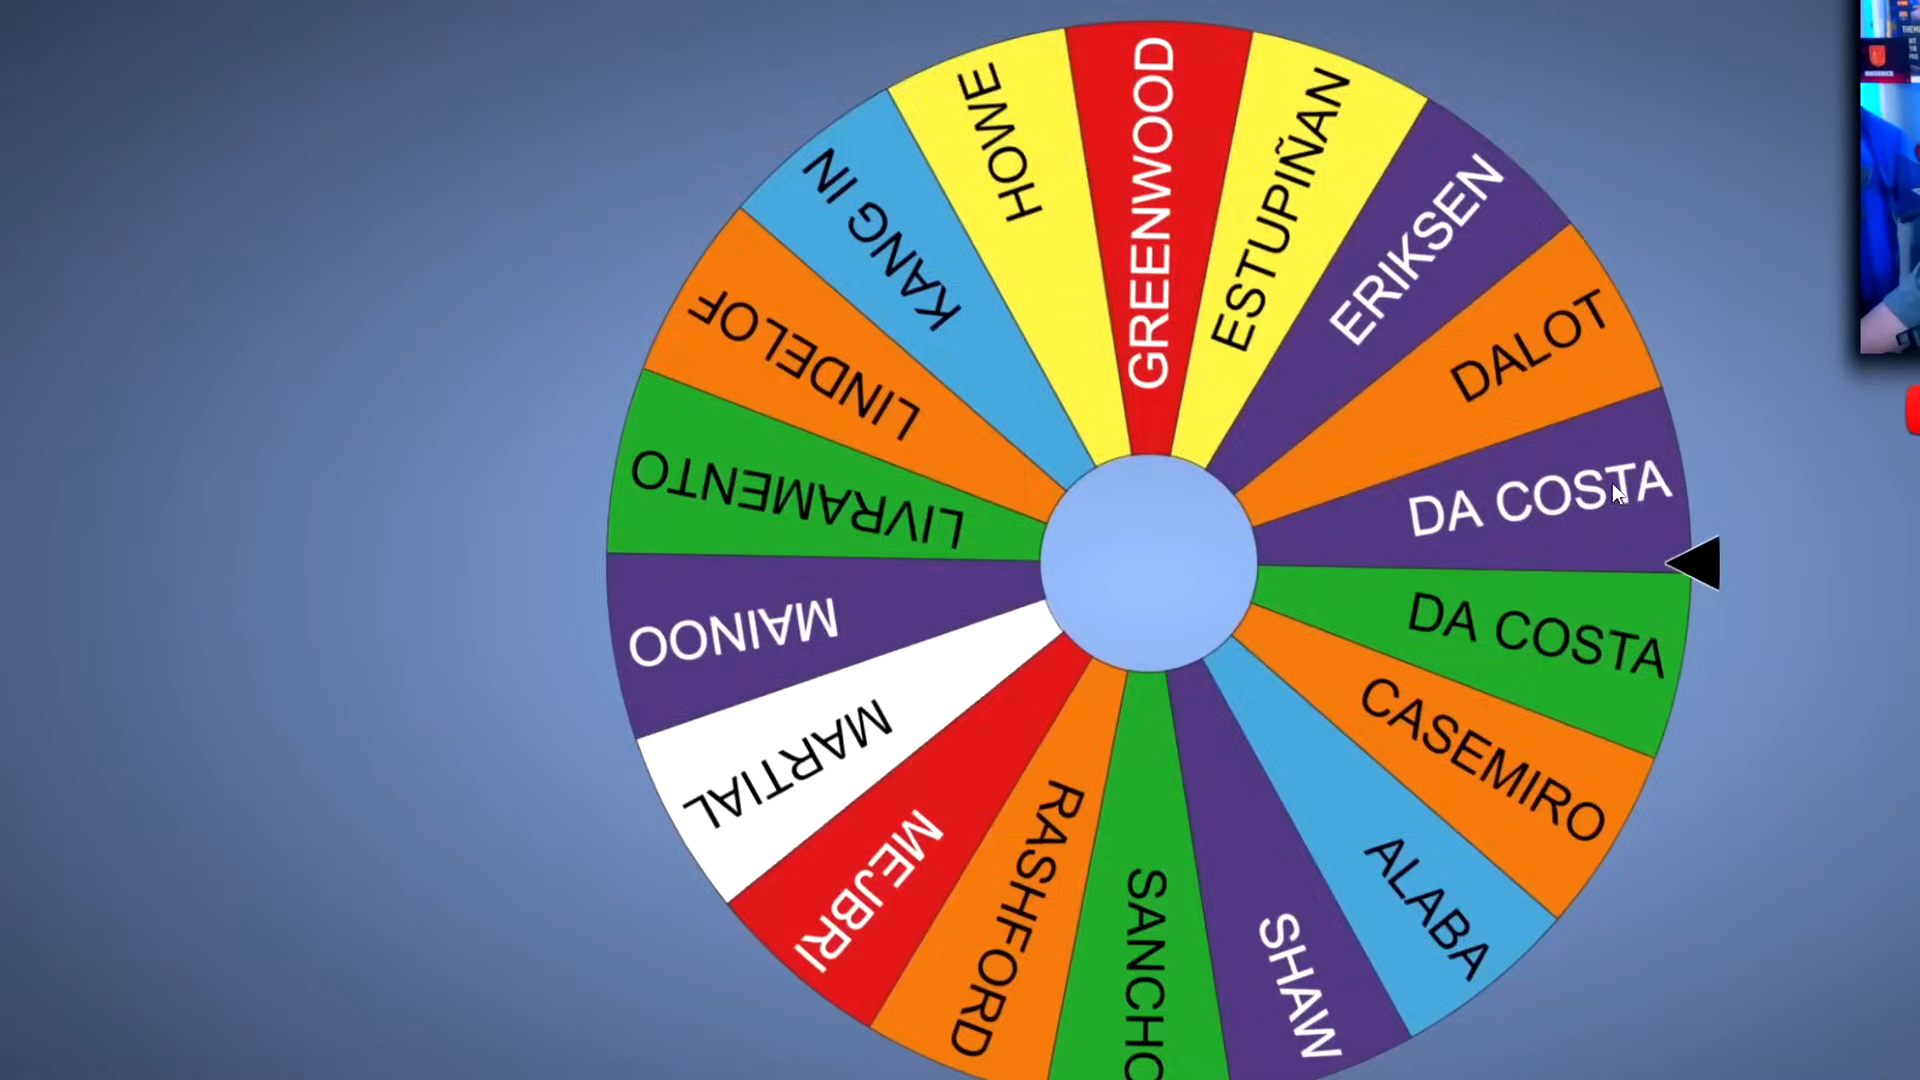 GREENWOOD
ESTUPIÑAN
ERIKSEN
DALOT
DA COSTA
DA COSTA
CASEMIRO
ALABA
SHAW
SANCHO
RASHFORD
MEJBRI
MARTIAL
MAINOO
LIVRAMENTO
LINDELOF
KANG IN
HOWE